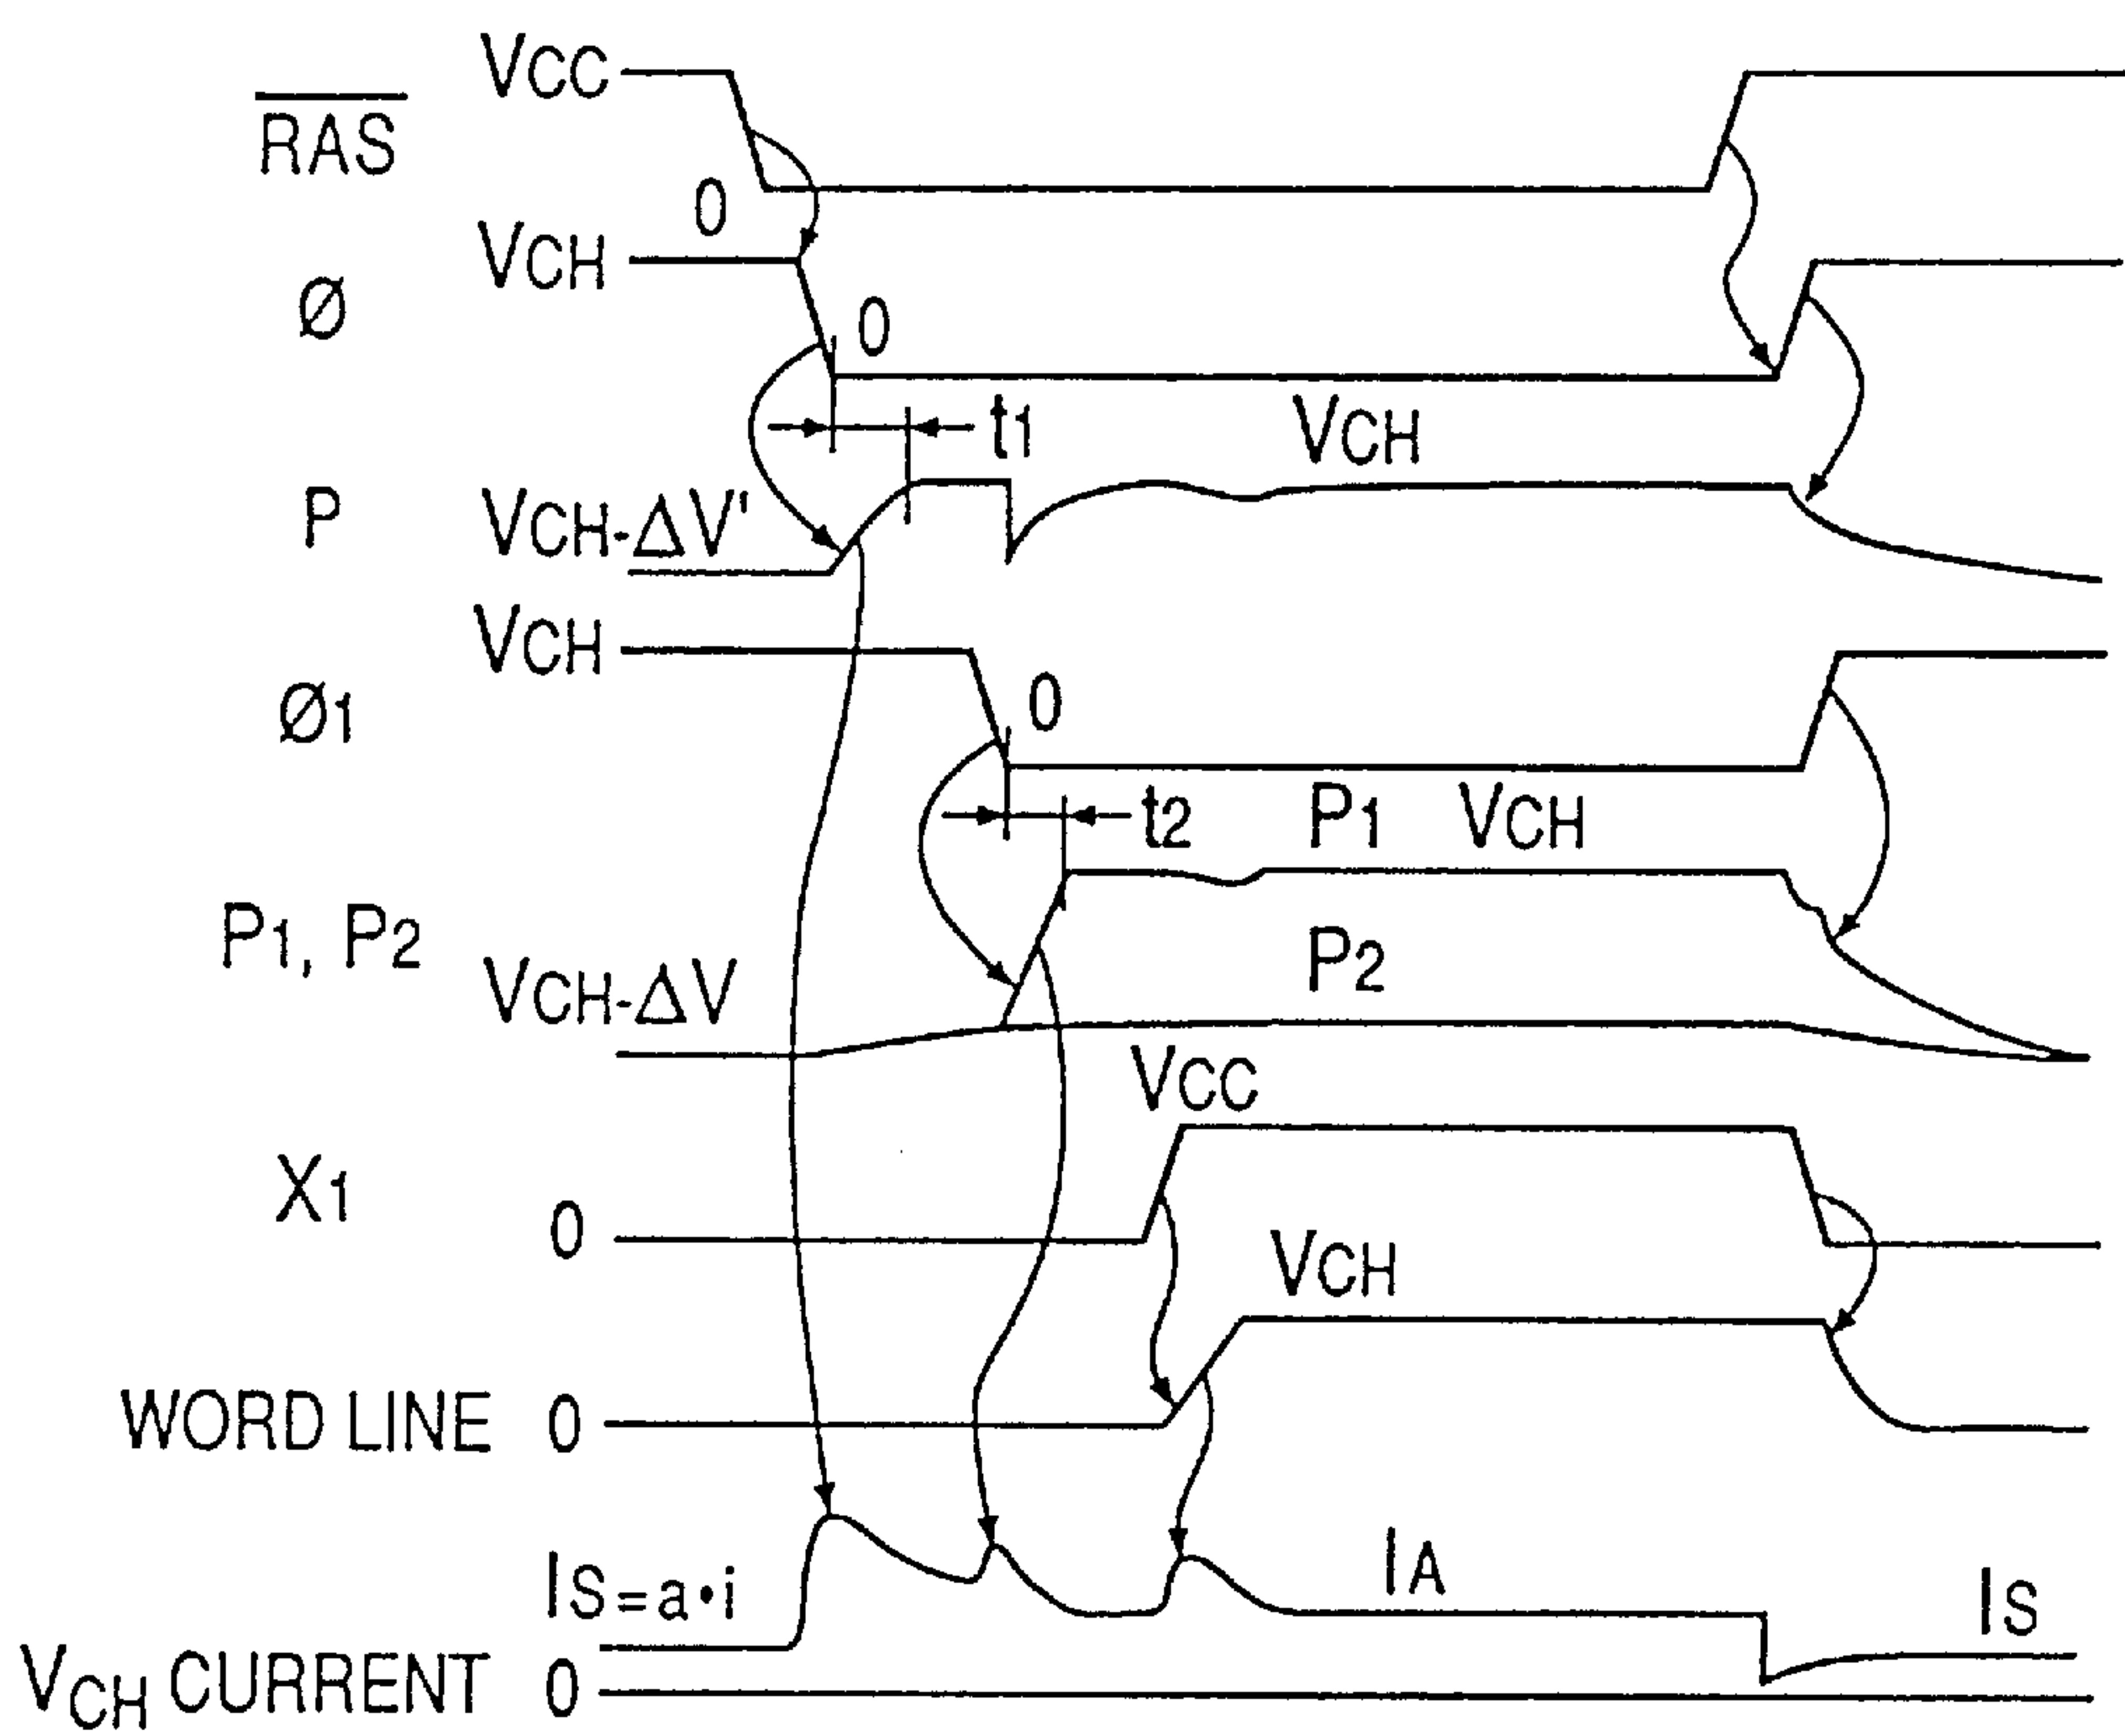 VCC
RAS
0
VCH
Ø
0
t1
VCH
P
VCH-ΔV'
VCH
Ø1
0
t2
P1
VCH
P1, P2
VCH-ΔV
P2
VCC
X1
0
VCH
WORD LINE
0
IS=a•i
IA
IS
VCH CURRENT
0